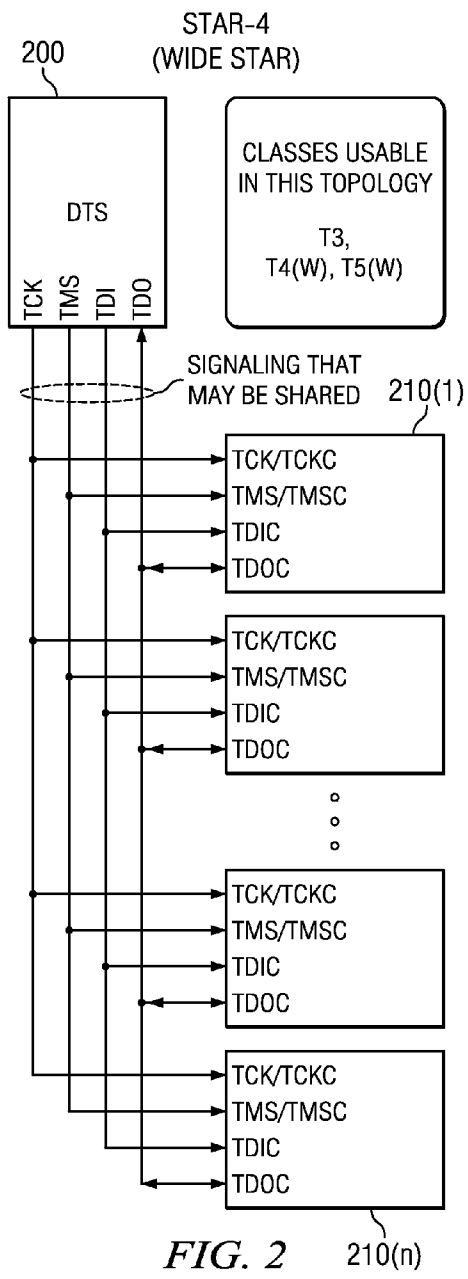 STAR-4
(WIDE STAR)
200
DTS
TCK
TMS
TDI
TDO
CLASSES USABLE
IN THIS TOPOLOGY
T3,
T4(W), T5(W)
SIGNALING THAT
MAY BE SHARED
210(1)
TCK/TCKC
TMS/TMSC
TDIC
TDOC
TCK/TCKC
TMS/TMSC
TDIC
TDOC
TCK/TCKC
TMS/TMSC
TDIC
TDOC
TCK/TCKC
TMS/TMSC
TDIC
TDOC
210(n)
FIG. 2